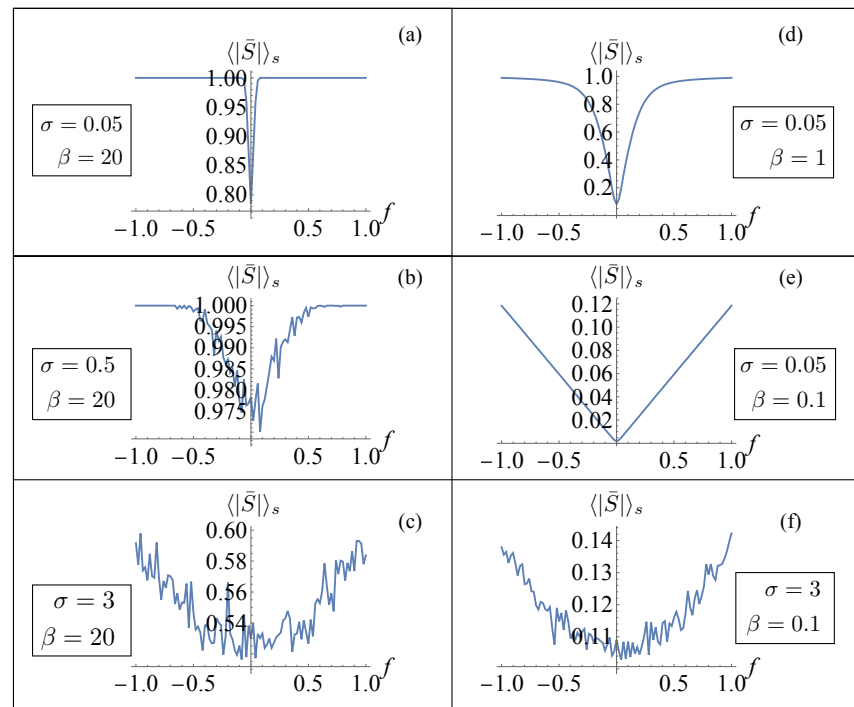 (a)
⟨|S̄|⟩ₛ
1.00
0.95
0.90
0.85
0.80
−1.0 −0.5 0.5 1.0 f
σ = 0.05
β = 20
(d)
⟨|S̄|⟩ₛ
1.0
0.8
0.6
0.4
0.2
−1.0 −0.5 0.5 1.0 f
σ = 0.05
β = 1
(b)
⟨|S̄|⟩ₛ
1.000
0.995
0.990
0.985
0.980
0.975
−1.0 −0.5 0.5 1.0 f
σ = 0.5
β = 20
(e)
⟨|S̄|⟩ₛ
0.12
0.10
0.08
0.06
0.04
0.02
−1.0 −0.5 0.5 1.0 f
σ = 0.05
β = 0.1
(c)
⟨|S̄|⟩ₛ
0.60
0.58
0.56
0.54
−1.0 −0.5 0.5 1.0 f
σ = 3
β = 20
(f)
⟨|S̄|⟩ₛ
0.14
0.13
0.12
0.11
−1.0 −0.5 0.5 1.0 f
σ = 3
β = 0.1